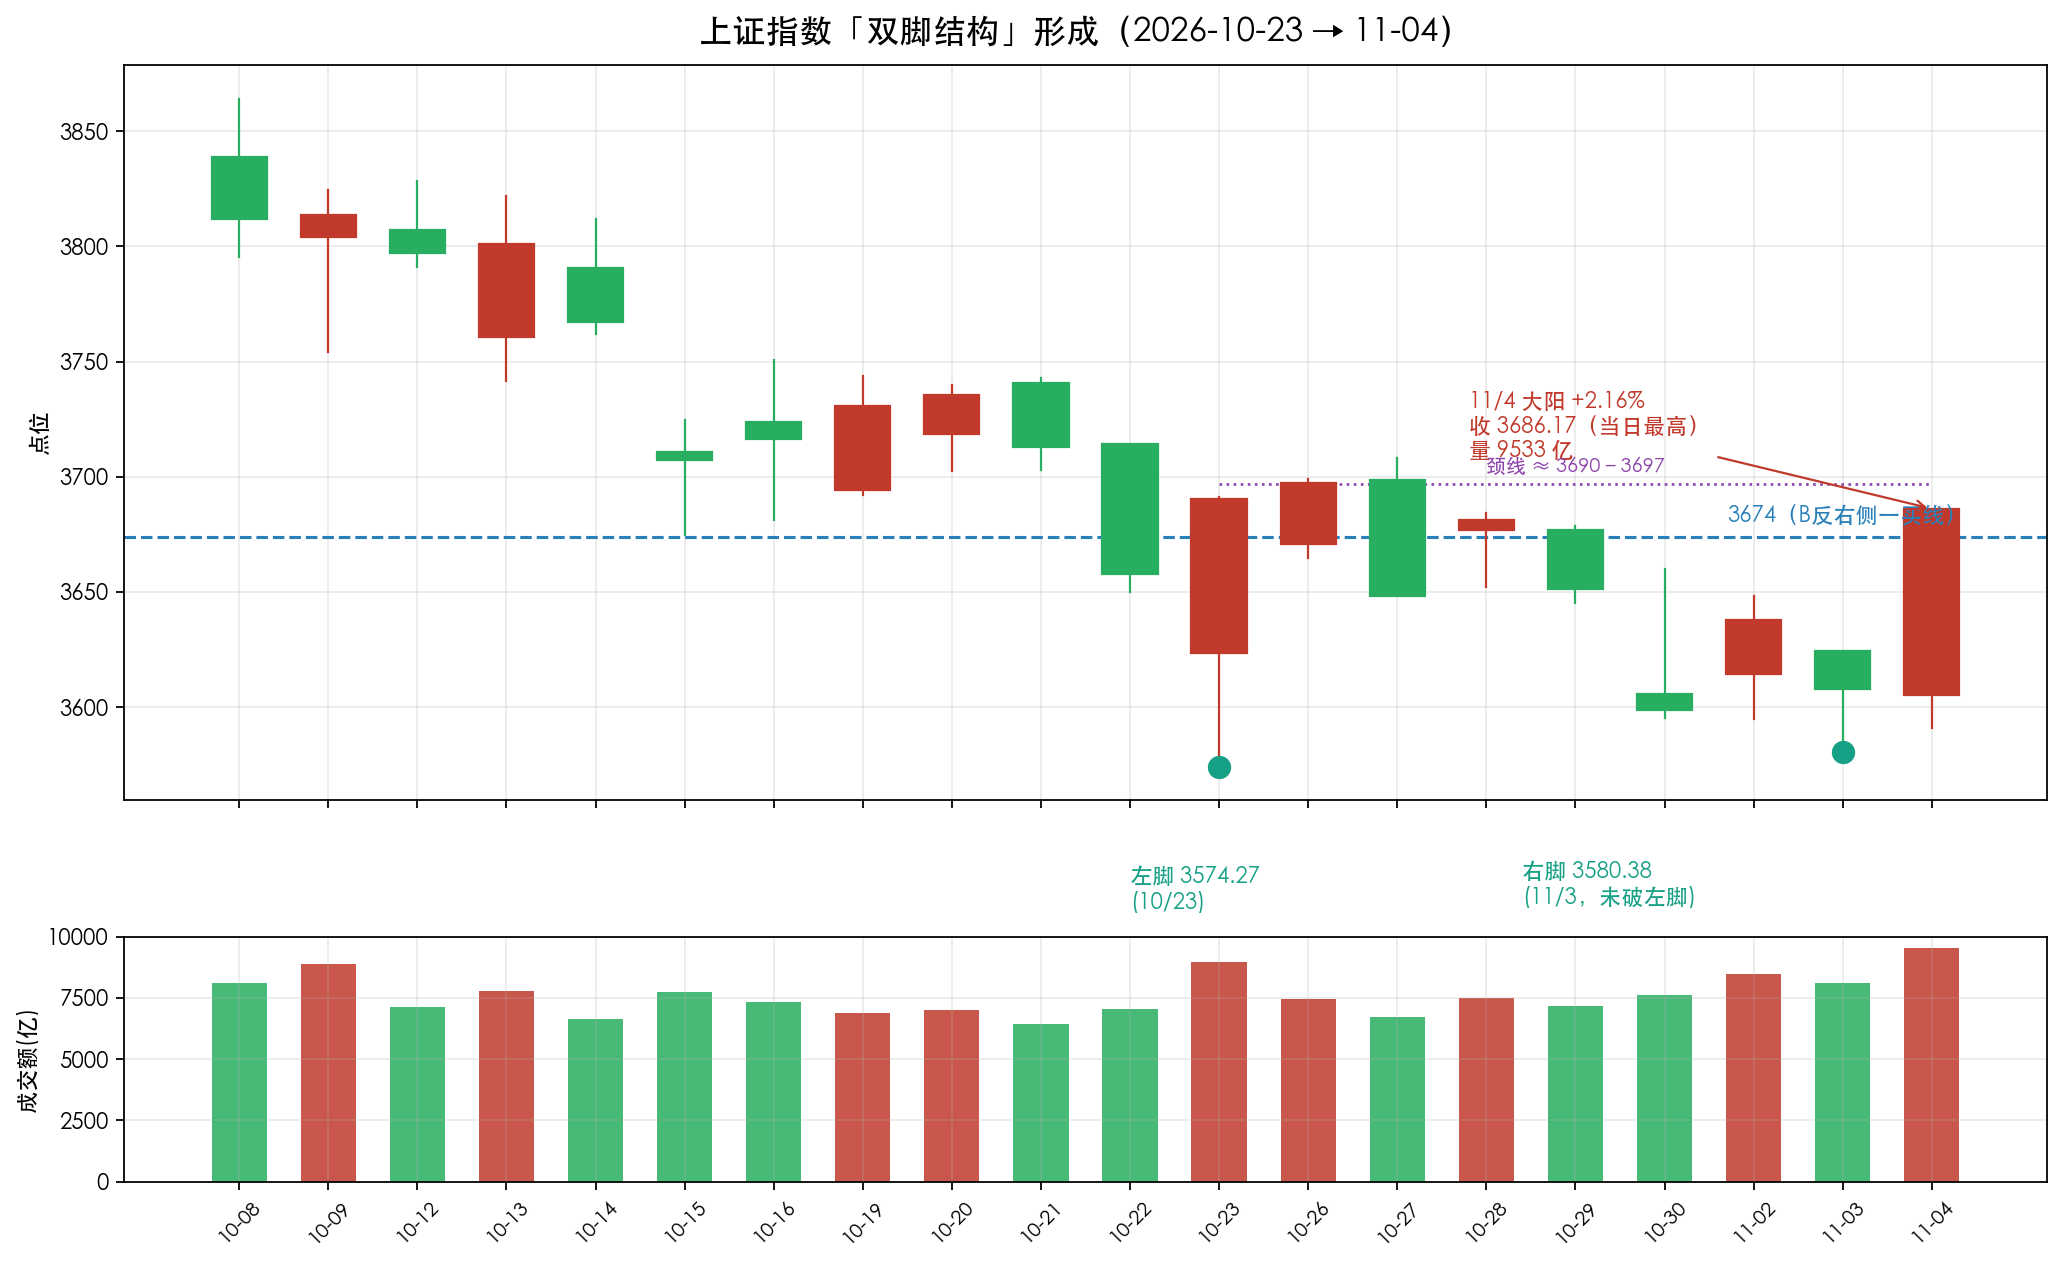 上证指数「双脚结构」形成（2026-10-23 → 11-04）
点位
3850
3800
3750
3700
3650
3600
11/4 大阳 +2.16%
收 3686.17（当日最高）
量 9533 亿
颈线 ≈ 3690 – 3697
3674（B反右侧一买线）
左脚 3574.27
(10/23)
右脚 3580.38
(11/3，未破左脚)
成交额(亿)
10000
7500
5000
2500
0
10-08
10-09
10-12
10-13
10-14
10-15
10-16
10-19
10-20
10-21
10-22
10-23
10-26
10-27
10-28
10-29
10-30
11-02
11-03
11-04